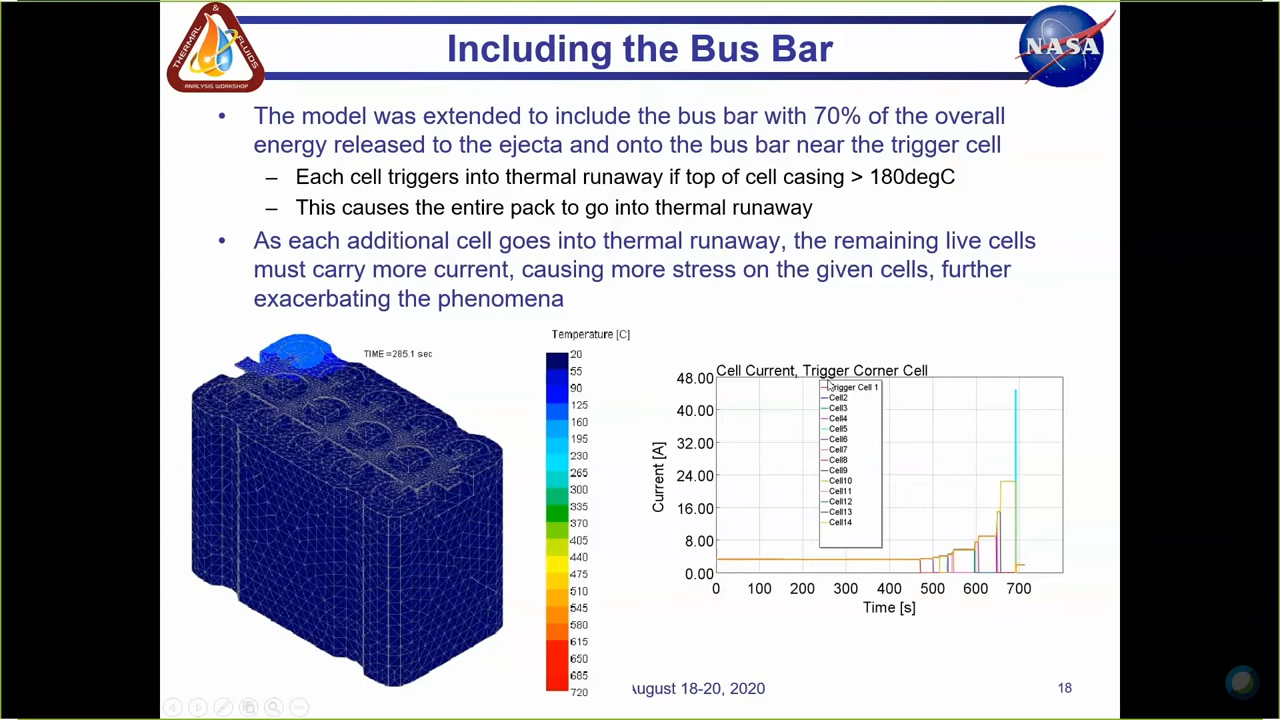 THERMAL
&
FLUIDS
ANALYSIS WORKSHOP
Including the Bus Bar
NASA
• The model was extended to include the bus bar with 70% of the overall
energy released to the ejecta and onto the bus bar near the trigger cell
– Each cell triggers into thermal runaway if top of cell casing > 180degC
– This causes the entire pack to go into thermal runaway
• As each additional cell goes into thermal runaway, the remaining live cells
must carry more current, causing more stress on the given cells, further
exacerbating the phenomena
TIME = 285.1 sec
Temperature [C]
20
55
90
125
160
195
230
265
300
335
370
405
440
475
510
545
580
615
650
685
720
Cell Current, Trigger Corner Cell
48.00
40.00
32.00
24.00
16.00
8.00
0.00
Current [A]
Trigger Cell 1
Cell2
Cell3
Cell4
Cell5
Cell6
Cell7
Cell8
Cell9
Cell10
Cell11
Cell12
Cell13
Cell14
0 100 200 300 400 500 600 700
Time [s]
August 18-20, 2020
18